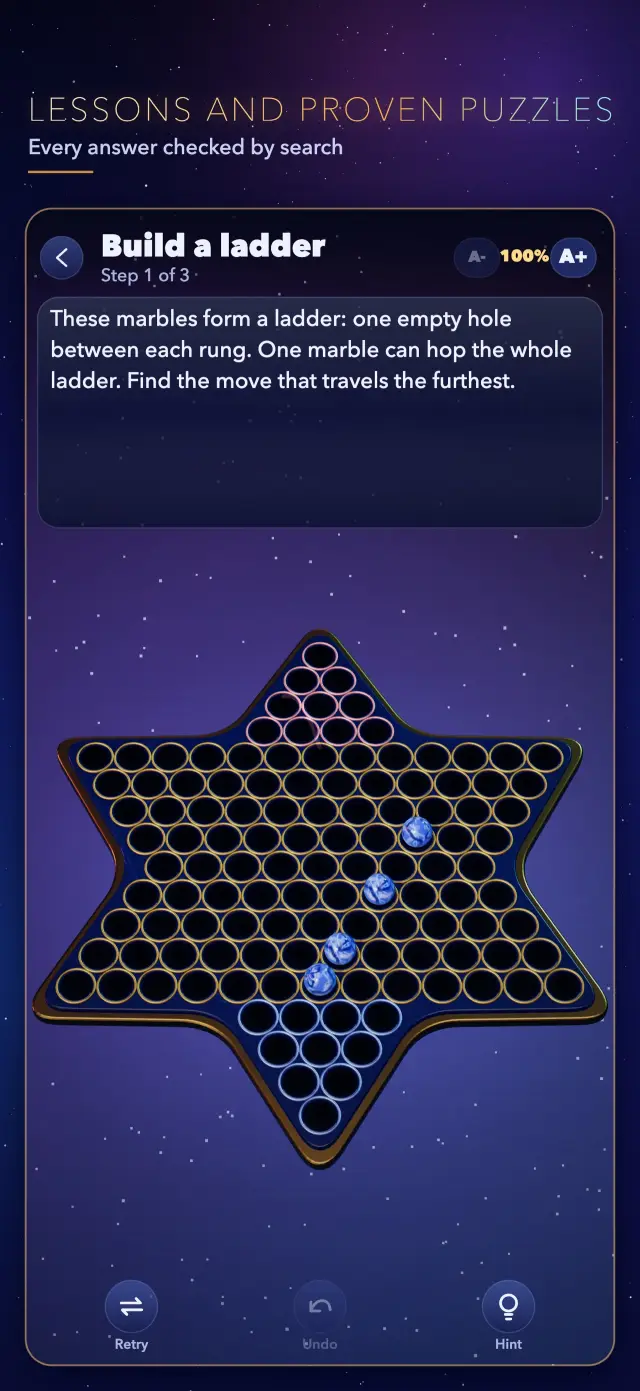 LESSONS AND PROVEN PUZZLES
Every answer checked by search
Build a ladder
Step 1 of 3
A-
100%
A+
These marbles form a ladder: one empty hole
between each rung. One marble can hop the whole
ladder. Find the move that travels the furthest.
Retry
Undo
Hint